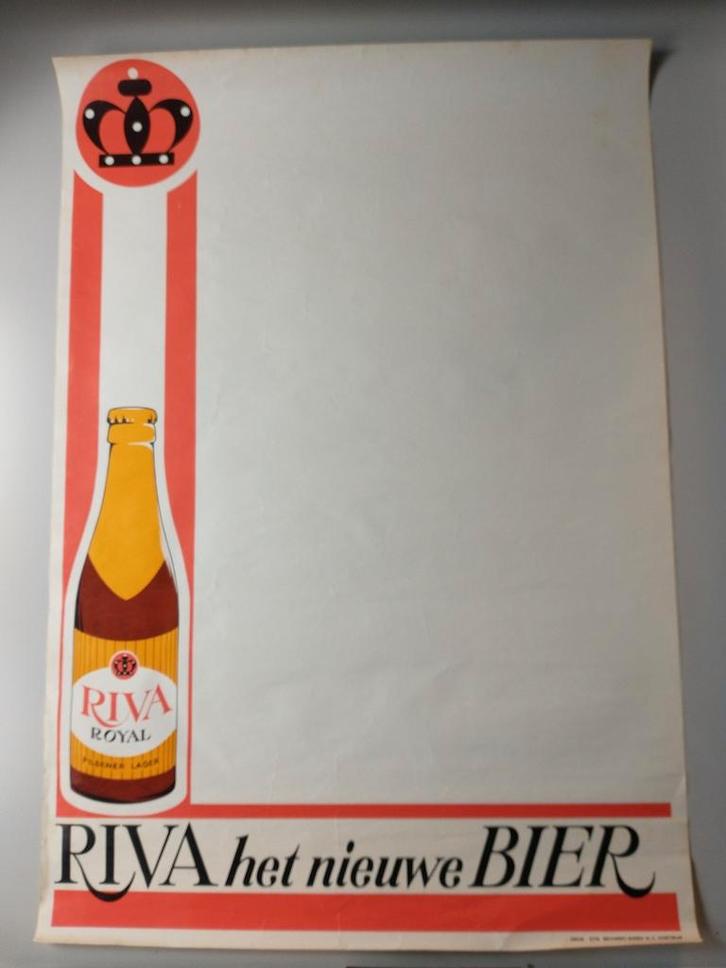 RIVA
ROYAL
PILSENER LAGER
RIVA het nieuwe BIER